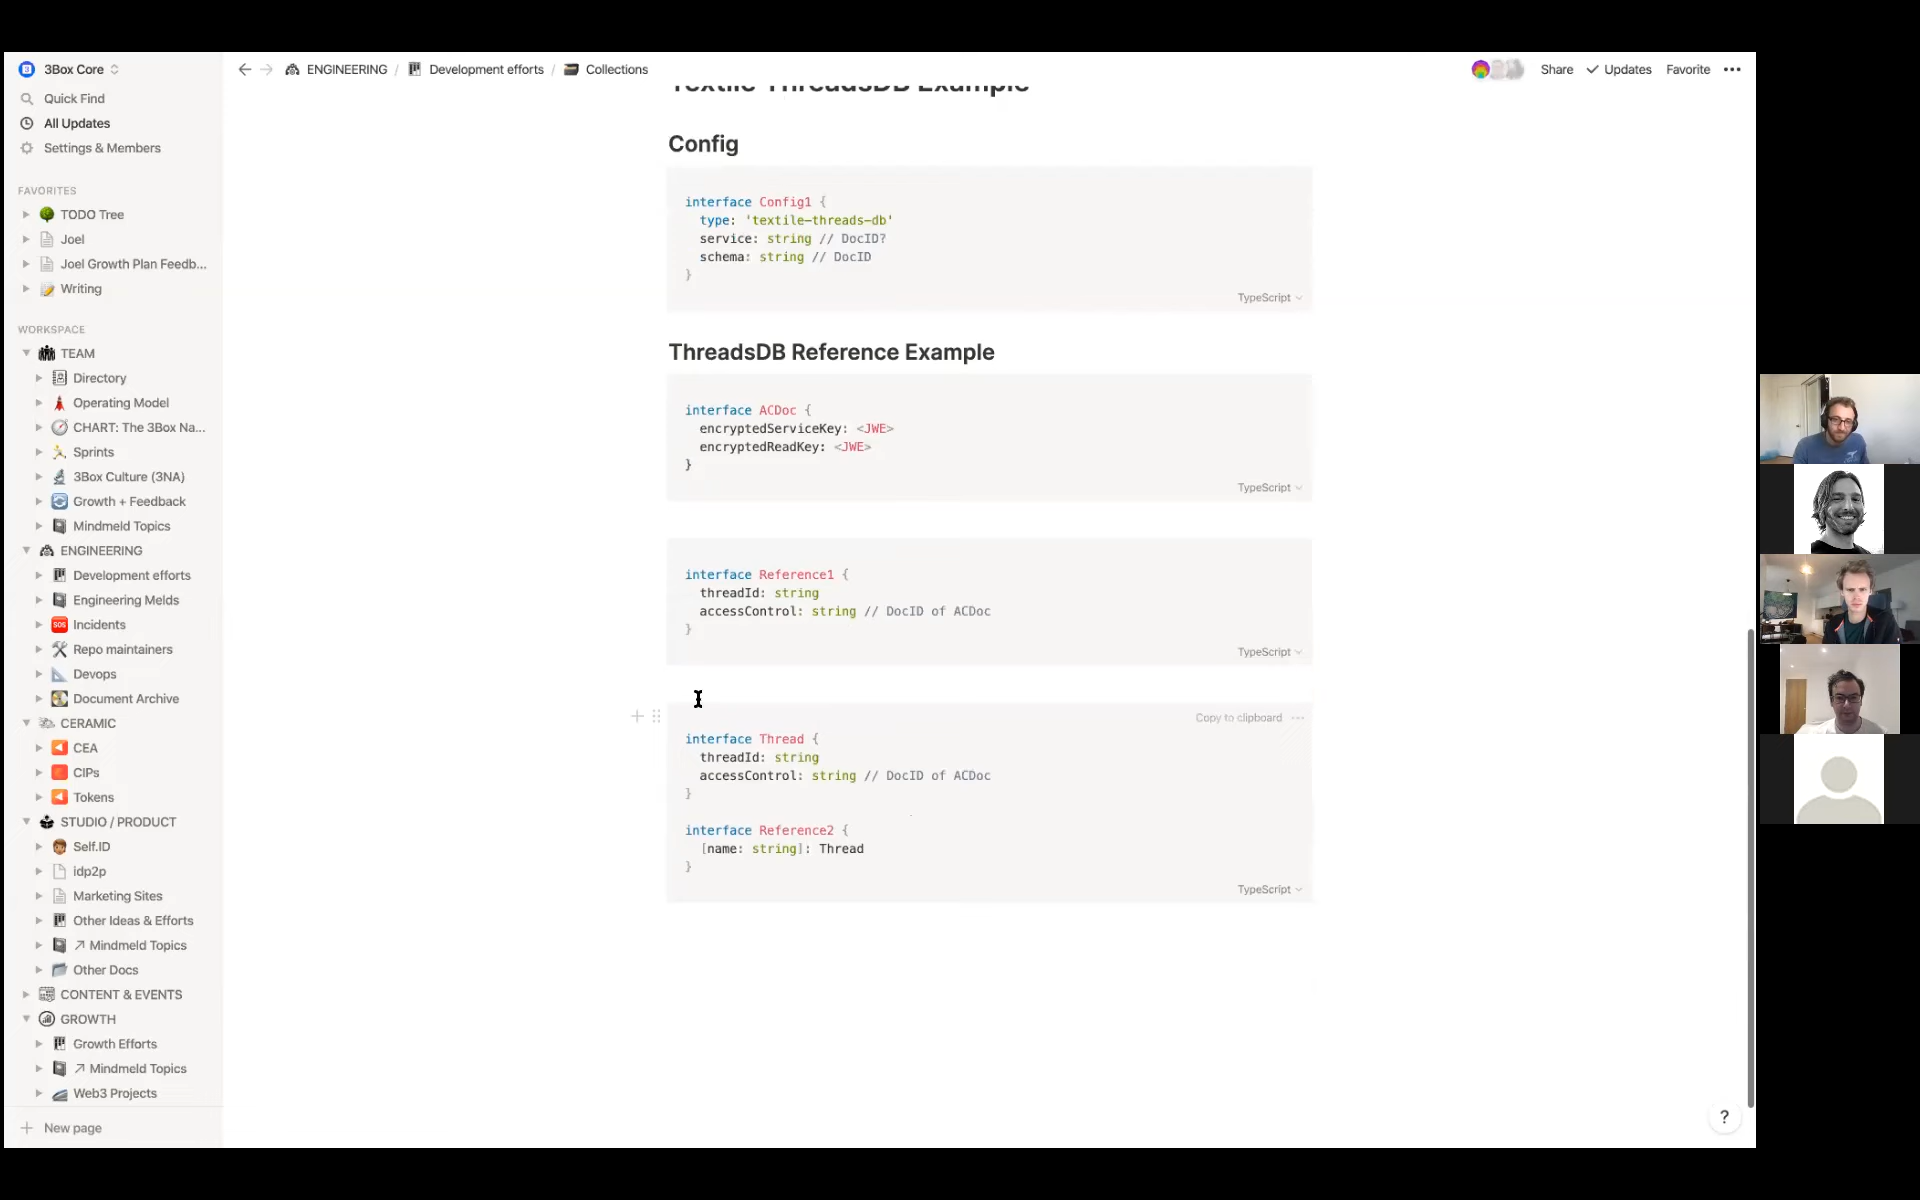 3Box Core
Quick Find
All Updates
Settings & Members
FAVORITES
TODO Tree
Joel
Joel Growth Plan Feedb...
Writing
WORKSPACE
TEAM
Directory
Operating Model
CHART: The 3Box Na...
Sprints
3Box Culture (3NA)
Growth + Feedback
Mindmeld Topics
ENGINEERING
Development efforts
Engineering Melds
SOS Incidents
Repo maintainers
Devops
Document Archive
CERAMIC
CEA
CIPs
Tokens
STUDIO / PRODUCT
Self.ID
idp2p
Marketing Sites
Other Ideas & Efforts
Mindmeld Topics
Other Docs
CONTENT & EVENTS
GROWTH
Growth Efforts
Mindmeld Topics
Web3 Projects
New page
ENGINEERING / Development efforts / Collections
Share Updates Favorite
Textile ThreadsDB Example
Config
interface Config1 {
type: 'textile-threads-db'
service: string // DocID?
schema: string // DocID
}
TypeScript
ThreadsDB Reference Example
interface ACDoc {
encryptedServiceKey: <JWE>
encryptedReadKey: <JWE>
}
TypeScript
interface Reference1 {
threadId: string
accessControl: string // DocID of ACDoc
}
TypeScript
Copy to clipboard
interface Thread {
threadId: string
accessControl: string // DocID of ACDoc
}
interface Reference2 {
[name: string]: Thread
}
TypeScript
?